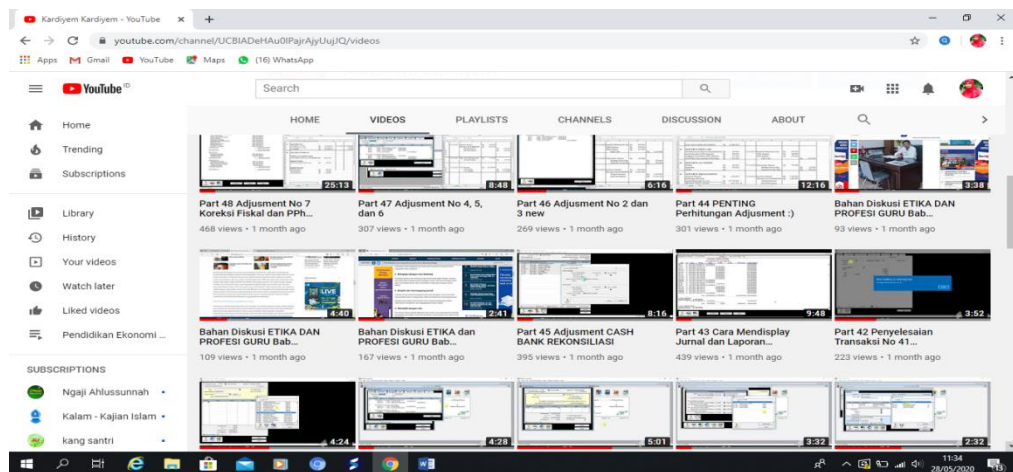 Kardiyem Kardiyem - YouTube
youtube.com/channel/UCBIADeHAu0lPajrAjyUujJQ/videos
Apps Gmail YouTube Maps (16) WhatsApp
YouTube ID
Search
HOME VIDEOS PLAYLISTS CHANNELS DISCUSSION ABOUT
Home
Trending
Subscriptions
Library
History
Your videos
Watch later
Liked videos
Pendidikan Ekonomi ...
SUBSCRIPTIONS
Ngaji Ahlussunnah
Kalam - Kajian Islam
kang santri
25:13
Part 48 Adjusment No 7
Koreksi Fiskal dan PPh...
468 views • 1 month ago
8:48
Part 47 Adjusment No 4, 5,
dan 6
307 views • 1 month ago
6:16
Part 46 Adjusment No 2 dan
3 new
269 views • 1 month ago
12:16
Part 44 PENTING
Perhitungan Adjusment :)
301 views • 1 month ago
3:38
Bahan Diskusi ETIKA DAN
PROFESI GURU Bab...
93 views • 1 month ago
LIVE
4:40
Bahan Diskusi ETIKA DAN
PROFESI GURU Bab...
109 views • 1 month ago
2:41
Bahan Diskusi ETIKA dan
PROFESI GURU Bab...
167 views • 1 month ago
8:16
Part 45 Adjusment CASH
BANK REKONSILIASI
395 views • 1 month ago
9:48
Part 43 Cara Mendisplay
Jurnal dan Laporan...
439 views • 1 month ago
3:52
Part 42 Penyelesaian
Transaksi No 41...
223 views • 1 month ago
4:24
4:28
5:01
3:32
2:32
11:34
28/05/2020
13